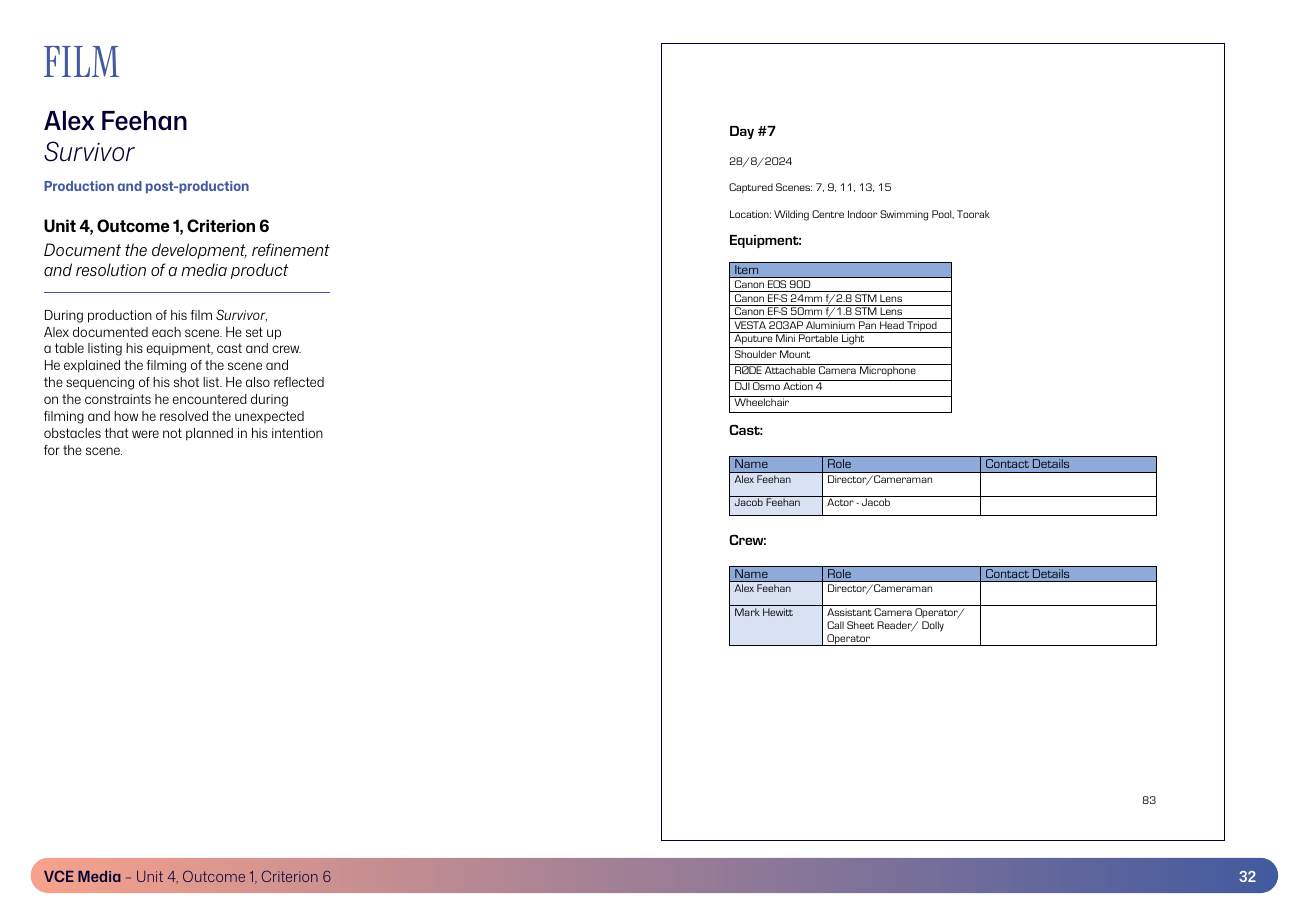 FILM
Alex Feehan
Survivor
Production and post-production
Unit 4, Outcome 1, Criterion 6
Document the development, refinement
and resolution of a media product
During production of his film Survivor,
Alex documented each scene. He set up
a table listing his equipment, cast and crew.
He explained the filming of the scene and
the sequencing of his shot list. He also reflected
on the constraints he encountered during
filming and how he resolved the unexpected
obstacles that were not planned in his intention
for the scene.
Day #7
28/8/2024
Captured Scenes: 7, 9, 11, 13, 15
Location: Wilding Centre Indoor Swimming Pool, Toorak
Equipment:
Item
Canon EOS 90D
Canon EF-S 24mm f/2.8 STM Lens
Canon EF-S 50mm f/1.8 STM Lens
VESTA 203AP Aluminium Pan Head Tripod
Aputure Mini Portable Light
Shoulder Mount
RØDE Attachable Camera Microphone
DJI Osmo Action 4
Wheelchair
Cast:
Name Role Contact Details
Alex Feehan Director/Cameraman
Jacob Feehan Actor - Jacob
Crew:
Name Role Contact Details
Alex Feehan Director/Cameraman
Mark Hewitt Assistant Camera Operator/
Call Sheet Reader/ Dolly
Operator
83
VCE Media – Unit 4, Outcome 1, Criterion 6 32